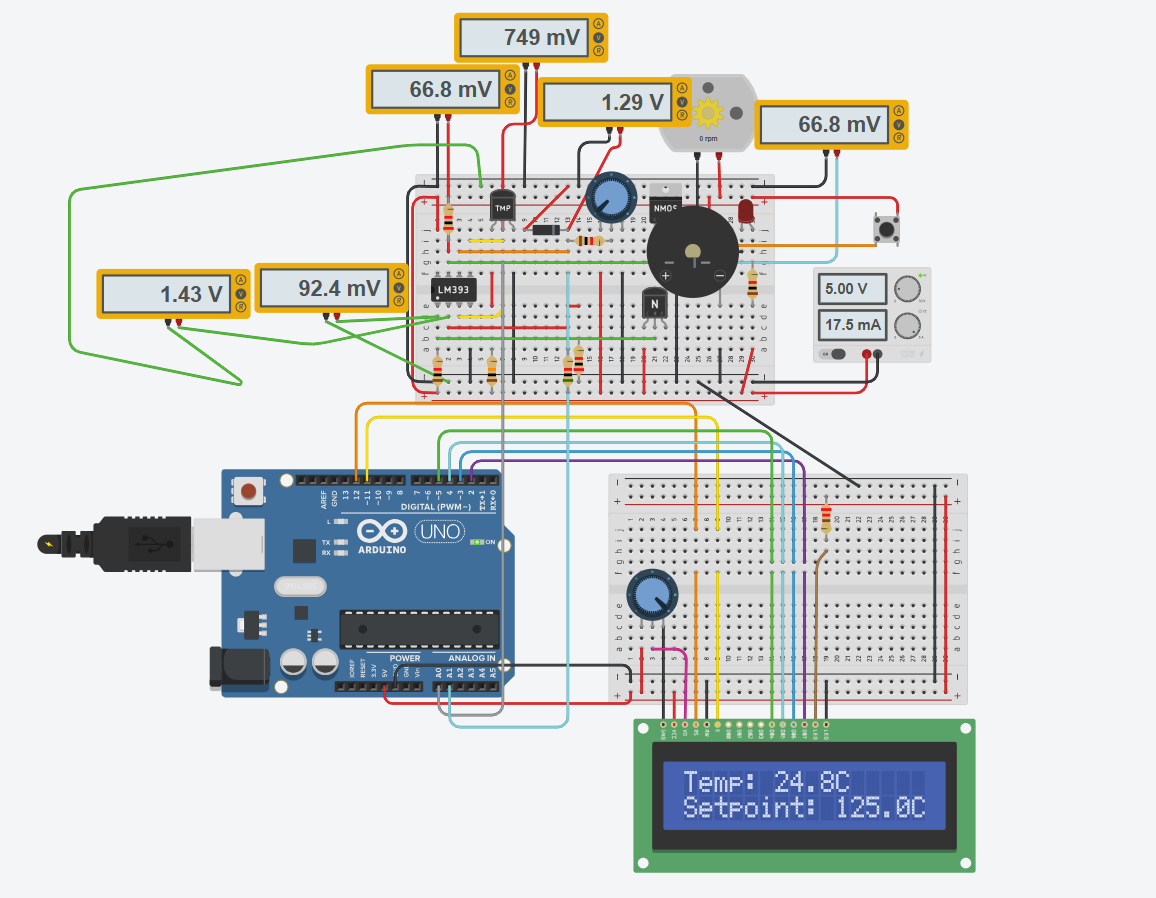 749 mV
66.8 mV
1.29 V
66.8 mV
0 rpm
TMP
NMOS
1.43 V
92.4 mV
LM393
N
5.00 V
17.5 mA
AREF
GND
13
12
~11
~10
~9
8
7
~6
~5
4
~3
2
TX→1
RX←0
DIGITAL (PWM~)
L
TX
RX
ARDUINO
UNO
ON
POWER
ANALOG IN
IOREF
RESET
3.3V
5V
GND
GND
Vin
A0
A1
A2
A3
A4
A5
Temp: 24.8C
Setpoint: 125.0C